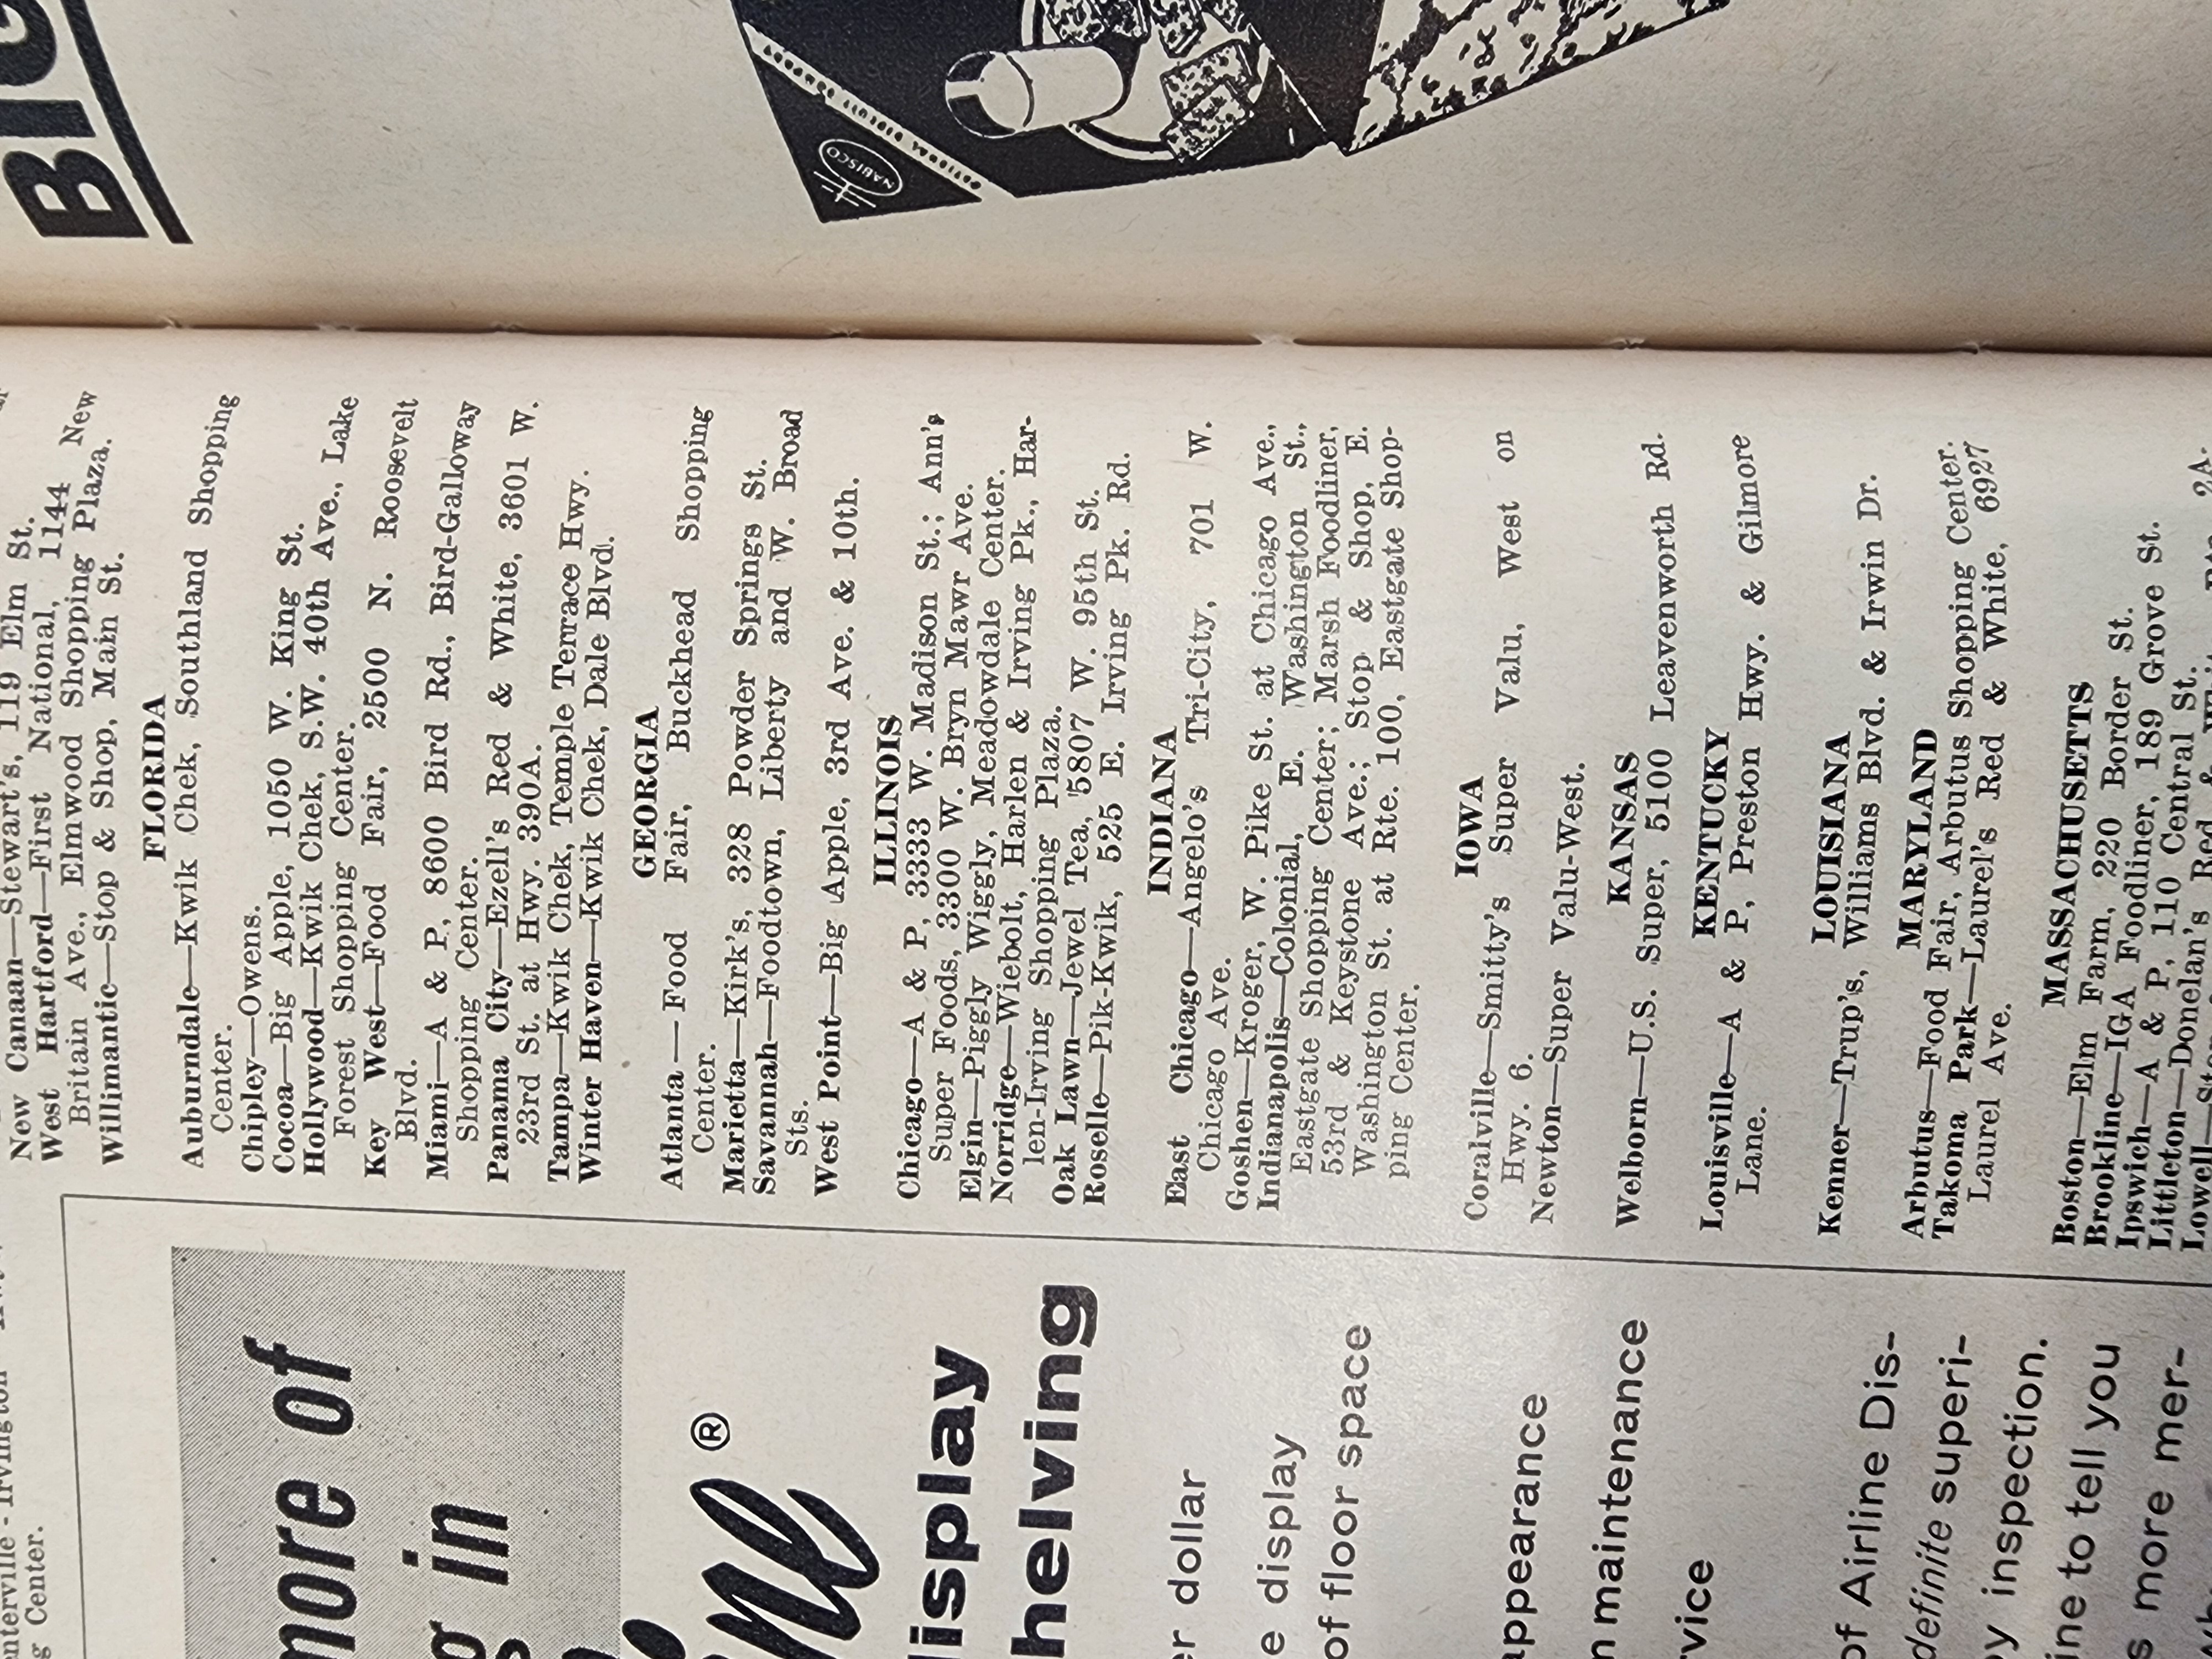 New Canaan—Stewart's, 119 Elm St.
West Hartford—First National, 1144 New
Britain Ave., Elmwood Shopping Plaza.
Willimantic—Stop & Shop, Main St.
FLORIDA
Auburndale—Kwik Chek, Southland Shopping
Center.
Chipley—Owens.
Cocoa—Big Apple, 1050 W. King St.
Hollywood—Kwik Chek, S.W. 40th Ave., Lake
Forest Shopping Center.
Key West—Food Fair, 2500 N. Roosevelt
Blvd.
Miami—A & P, 8600 Bird Rd., Bird-Galloway
Shopping Center.
Panama City—Ezell's Red & White, 3601 W.
23rd St. at Hwy. 390A.
Tampa—Kwik Chek, Temple Terrace Hwy.
Winter Haven—Kwik Chek, Dale Blvd.
GEORGIA
Atlanta—Food Fair, Buckhead Shopping
Center.
Marietta—Kirk's, 328 Powder Springs St.
Savannah—Foodtown, Liberty and W. Broad
Sts.
West Point—Big Apple, 3rd Ave. & 10th.
ILLINOIS
Chicago—A & P, 3333 W. Madison St.; Ann's
Super Foods, 3300 W. Bryn Mawr Ave.
Elgin—Piggly Wiggly, Meadowdale Center.
Norridge—Wiebolt, Harlen & Irving Pk., Har-
len-Irving Shopping Plaza.
Oak Lawn—Jewel Tea, 5807 W. 95th St.
Roselle—Pik-Kwik, 525 E. Irving Pk. Rd.
INDIANA
East Chicago—Angelo's Tri-City, 701 W.
Chicago Ave.
Goshen—Kroger, W. Pike St. at Chicago Ave.,
Indianapolis—Colonial, E. Washington St.,
Eastgate Shopping Center; Marsh Foodliner,
53rd & Keystone Ave.; Stop & Shop, E.
Washington St. at Rte. 100, Eastgate Shop-
ping Center.
IOWA
Coralville—Smitty's Super Valu, West on
Hwy. 6.
Newton—Super Valu-West.
KANSAS
Welborn—U.S. Super, 5100 Leavenworth Rd.
KENTUCKY
Louisville—A & P, Preston Hwy. & Gilmore
Lane.
LOUISIANA
Kenner—Trup's, Williams Blvd. & Irwin Dr.
MARYLAND
Arbutus—Food Fair, Arbutus Shopping Center.
Takoma Park—Laurel's Red & White, 6927
Laurel Ave.
MASSACHUSETTS
Boston—Elm Farm, 220 Border St.
Brookline—IGA Foodliner, 189 Grove St.
Ipswich—A & P, 110 Central St.
Littleton—Donelan's Red &
Lowell
Center.
more of
in
®
display
helving
dollar
display
of floor space
appearance
maintenance
of Airline Dis-
definite superi-
inspection.
to tell you
more mer-
BIG
NABISCO